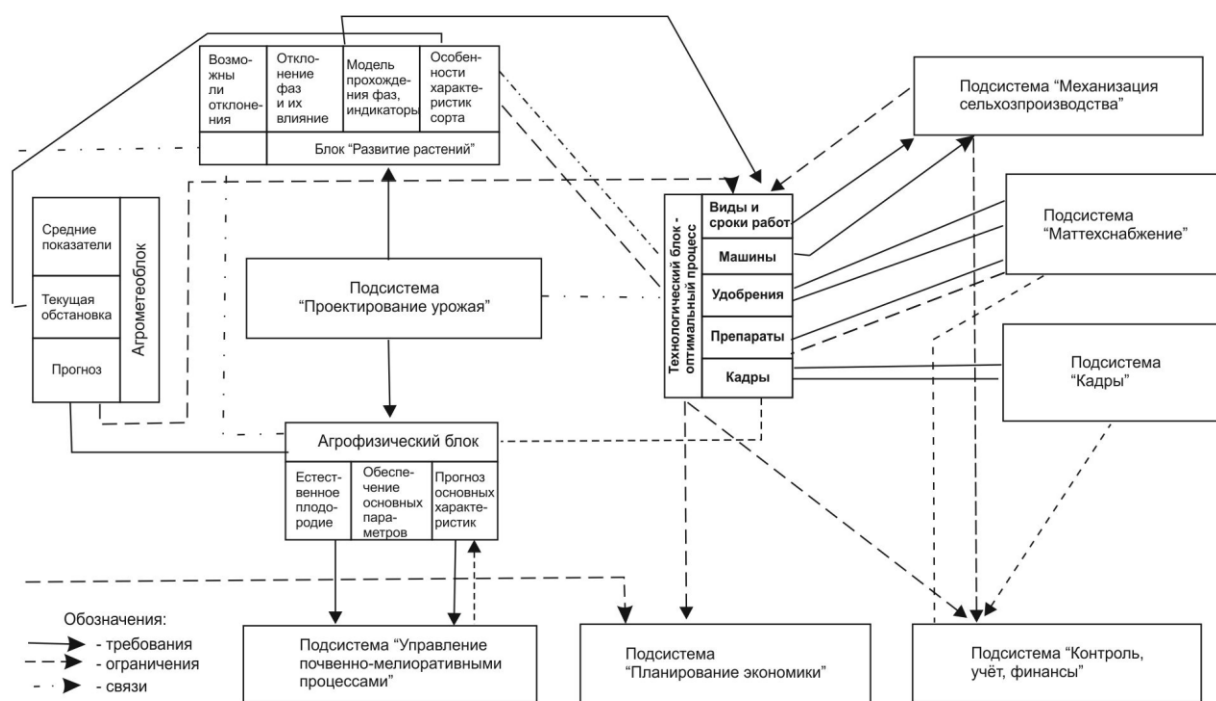 Возмож-
ны
ли
отклоне-
ния
Откло-
нение
фаз
и их
влияние
Модель
прохожде-
ния фаз,
индикаторы
Особен-
ности
характе-
ристик
сорта
Блок “Развитие растений”
Подсистема “Механизация
сельхозпроизводства”
Средние
показатели
Текущая
обстановка
Прогноз
Агрометеоблок
Подсистема
“Проектирование урожая”
Технологический блок -
оптимальный процесс
Виды и
сроки работ
Машины
Удобрения
Препараты
Кадры
Подсистема
“Маттехснабжение”
Подсистема
“Кадры”
Агрофизический блок
Естест-
венное
плодо-
родие
Обеспе-
чение
основных
пара-
метров
Прогноз
основных
характе-
ристик
Обозначения:
- требования
- ограничения
- связи
Подсистема “Управление
почвенно-мелиоративными
процессами”
Подсистема
“Планирование экономики”
Подсистема “Контроль,
учёт, финансы”